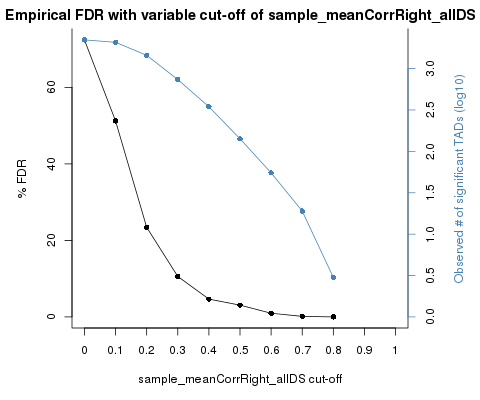 Empirical FDR with variable cut-off of sample_meanCorrRight_allDS
% FDR
60
40
20
0
3.0
2.5
2.0
1.5
1.0
0.5
0.0
Observed # of significant TADs (log10)
0 0.1 0.2 0.3 0.4 0.5 0.6 0.7 0.8 0.9 1
sample_meanCorrRight_allDS cut-off